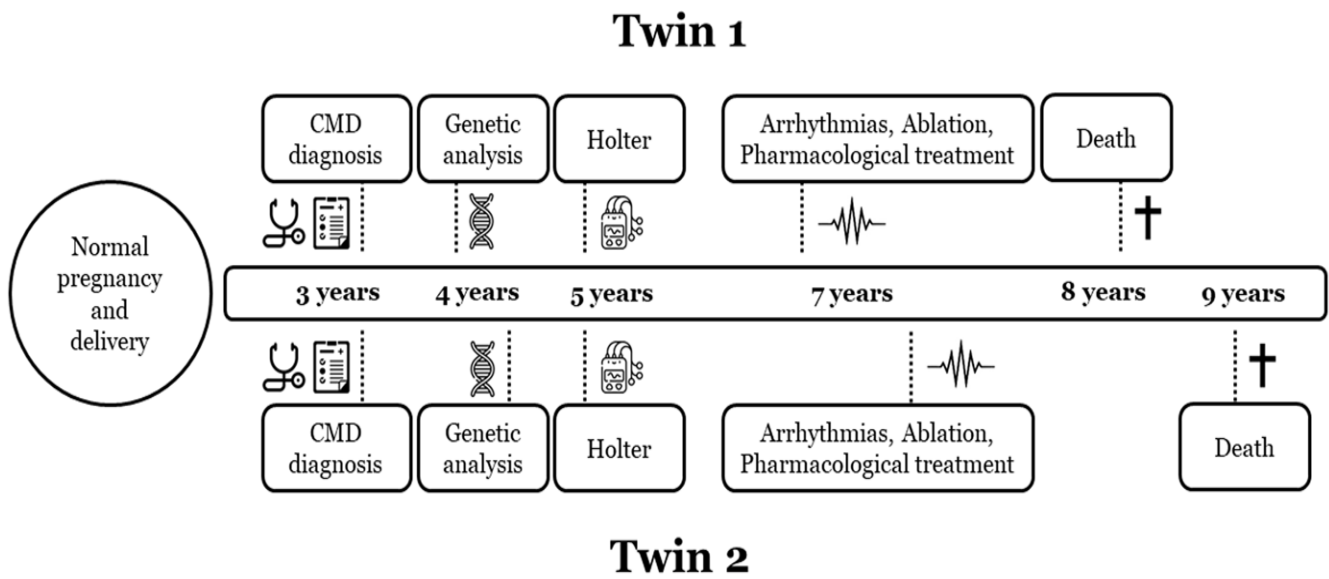 Twin 1
CMD
diagnosis
Genetic
analysis
Holter
Arrhythmias, Ablation,
Pharmacological treatment
Death
Normal
pregnancy
and
delivery
3 years
4 years
5 years
7 years
8 years
9 years
CMD
diagnosis
Genetic
analysis
Holter
Arrhythmias, Ablation,
Pharmacological treatment
Death
Twin 2